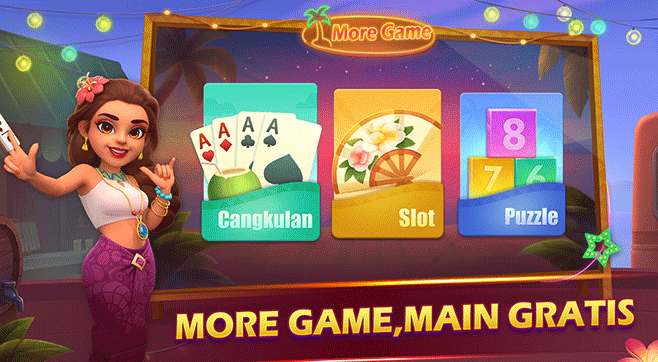 More Game
A A A
8
7 6
Cangkulan
Slot
Puzzle
MORE GAME,MAIN GRATIS